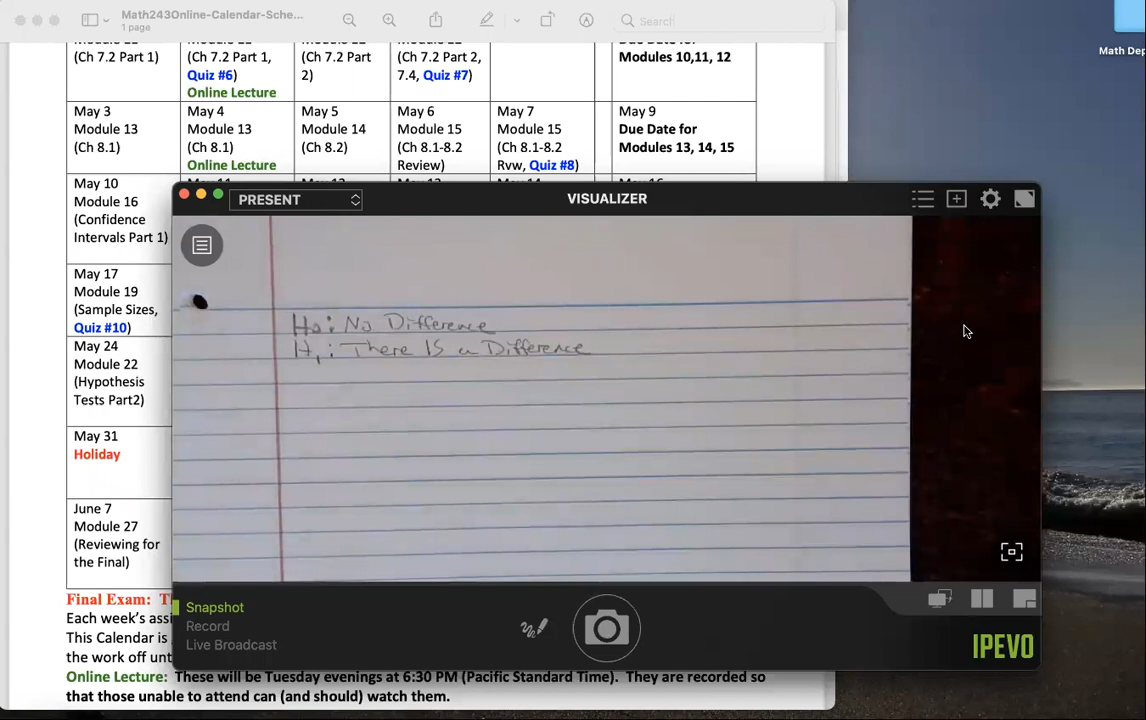 Math243Online-Calendar-Sche...
1 page
Search
Math Dep
(Ch 7.2 Part 1)
(Ch 7.2 Part 1,
Quiz #6)
Online Lecture
(Ch 7.2 Part
2)
(Ch 7.2 Part 2,
7.4, Quiz #7)
Due Date for
Modules 10,11, 12
May 3
Module 13
(Ch 8.1)
May 4
Module 13
(Ch 8.1)
Online Lecture
May 5
Module 14
(Ch 8.2)
May 6
Module 15
(Ch 8.1-8.2
Review)
May 7
Module 15
(Ch 8.1-8.2
Rvw, Quiz #8)
May 9
Due Date for
Modules 13, 14, 15
May 10
Module 16
(Confidence
Intervals Part 1)
May 17
Module 19
(Sample Sizes,
Quiz #10)
May 24
Module 22
(Hypothesis
Tests Part2)
May 31
Holiday
June 7
Module 27
(Reviewing for
the Final)
PRESENT
VISUALIZER
Ho: No Difference
H1: There IS a Difference
Snapshot
Record
Live Broadcast
IPEVO
Final Exam: T
Each week's assi
This Calendar is
the work off unt
Online Lecture: These will be Tuesday evenings at 6:30 PM (Pacific Standard Time). They are recorded so
that those unable to attend can (and should) watch them.